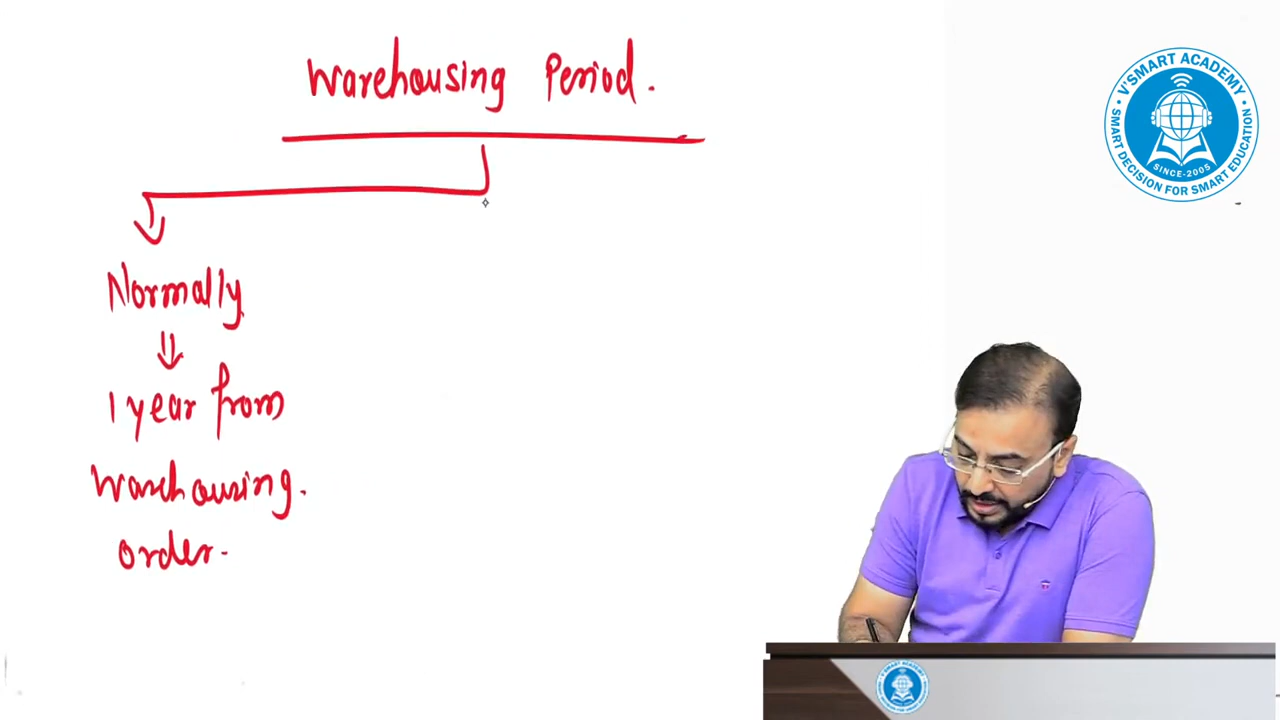 Warehousing Period.
Normally
1 year from
Warehousing.
order.
V'SMART ACADEMY
SINCE-2005
SMART DECISION FOR SMART EDUCATION